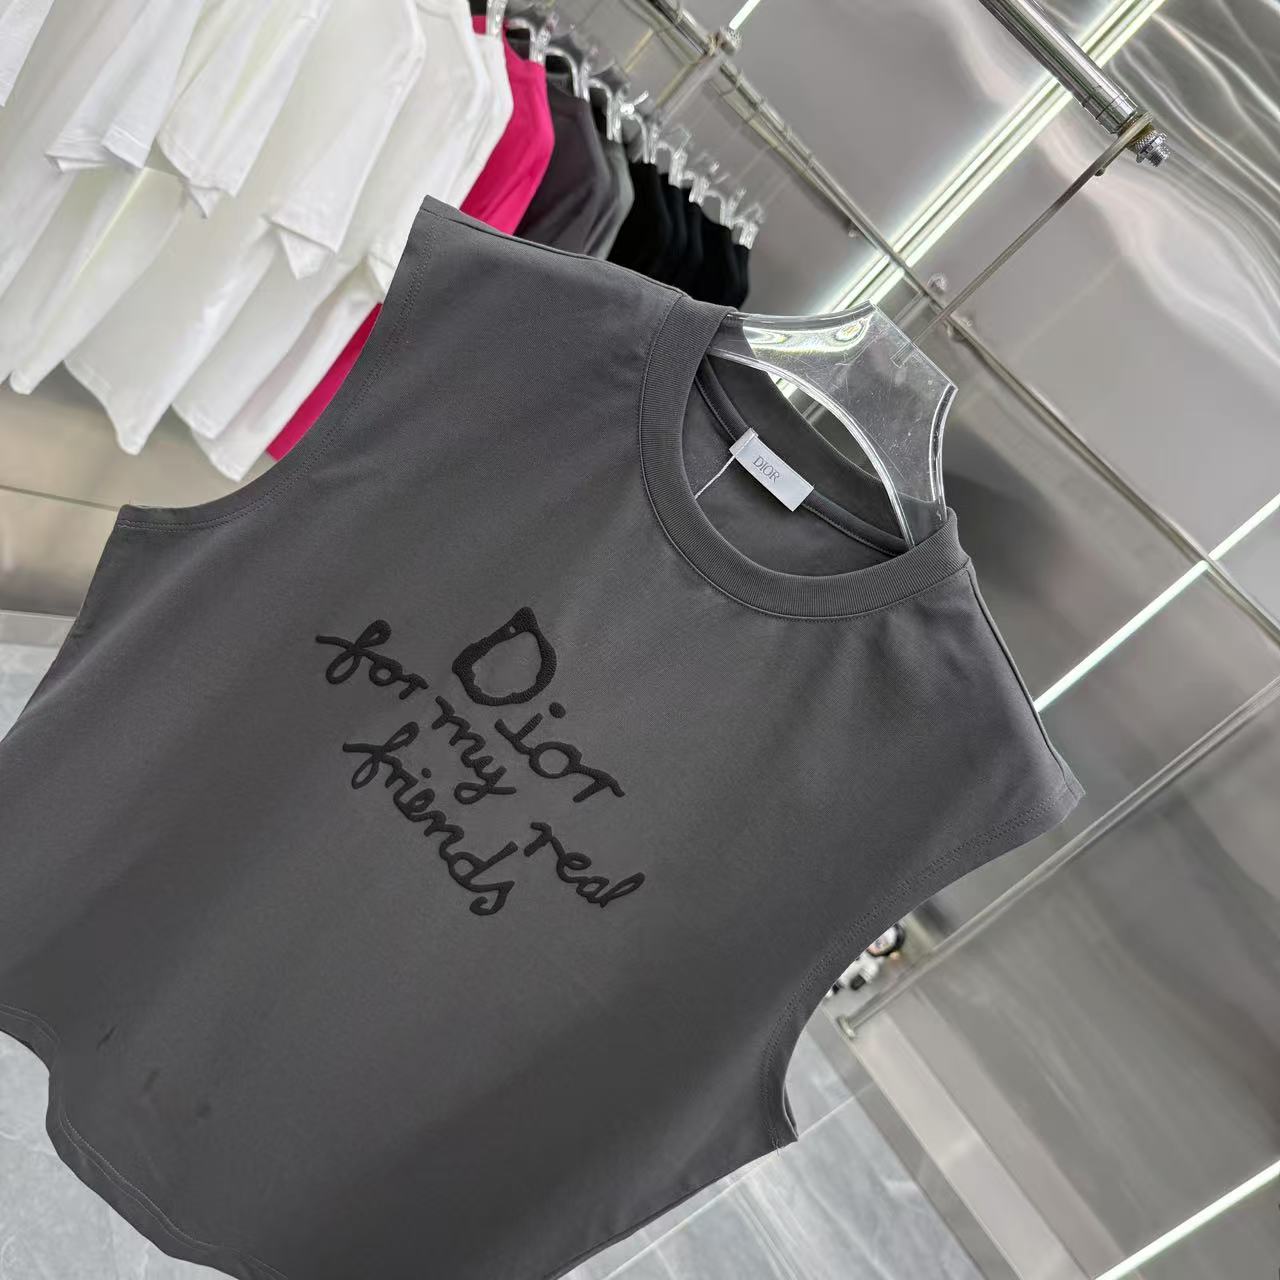 DIOR
Dior
for my real
friends